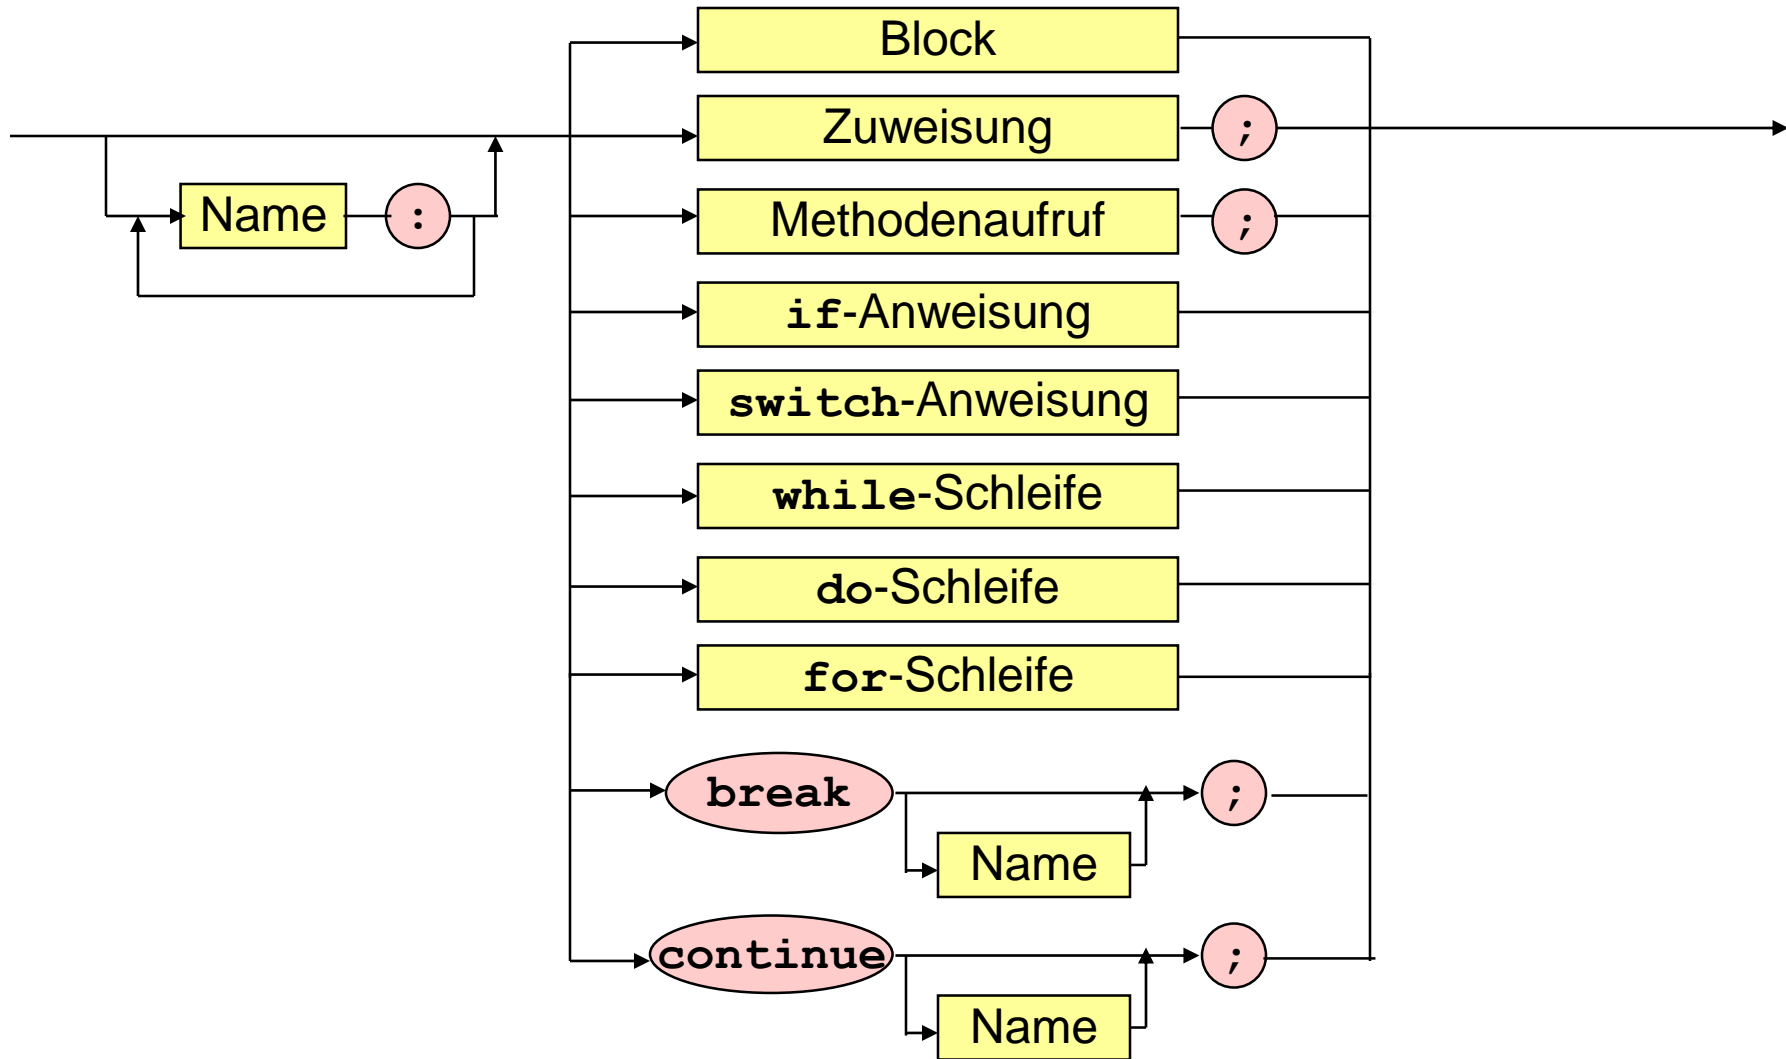 Block
Zuweisung ;
Name :
Methodenaufruf ;
if-Anweisung
switch-Anweisung
while-Schleife
do-Schleife
for-Schleife
break ;
Name
continue ;
Name